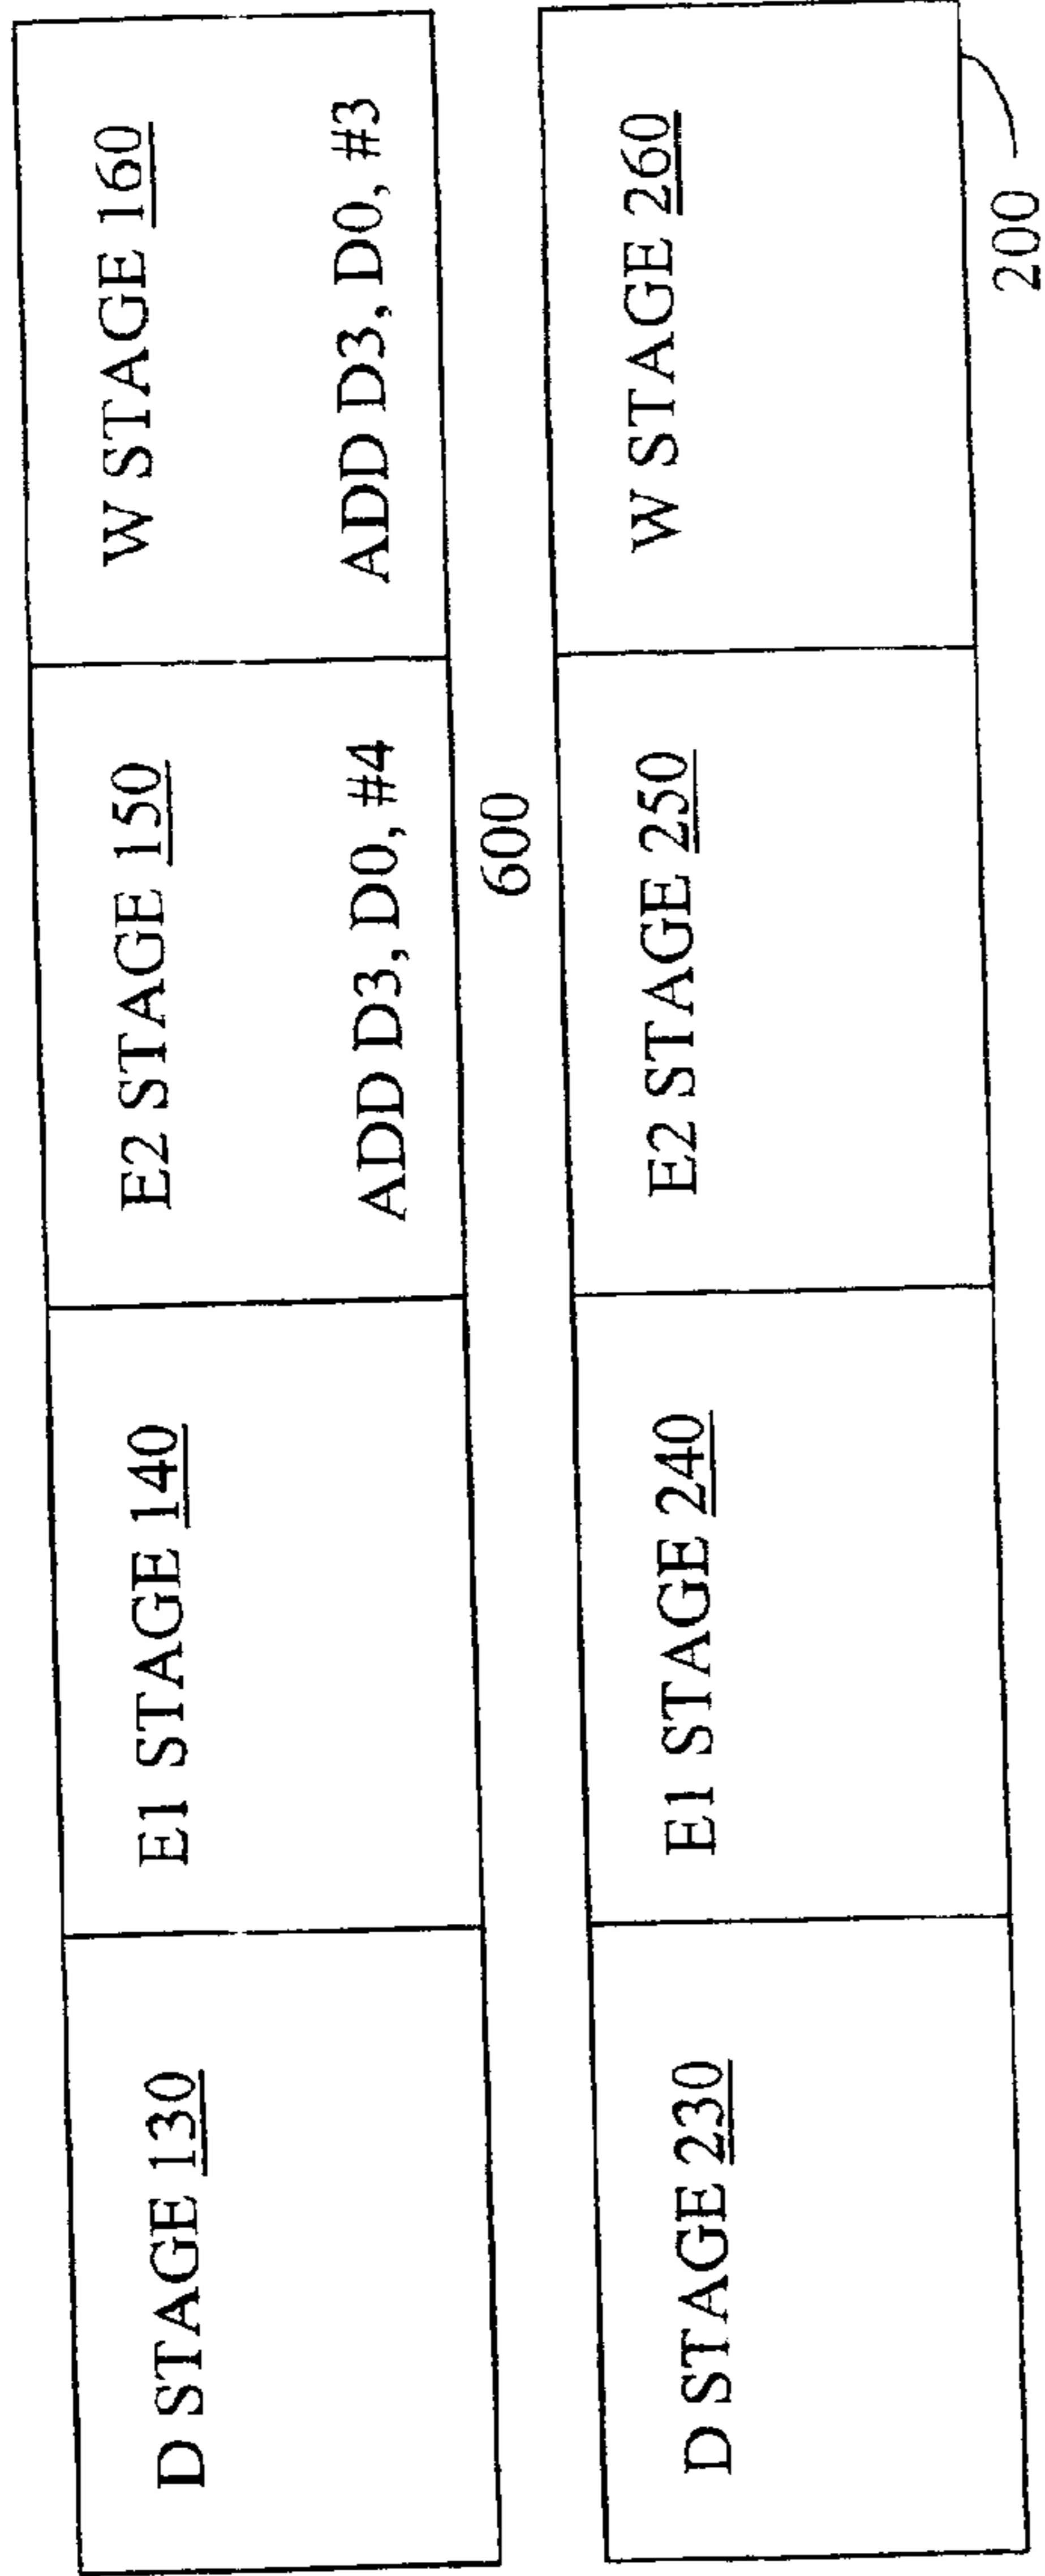 D STAGE 130
E1 STAGE 140
E2 STAGE 150
ADD D3, D0, #4
W STAGE 160
ADD D3, D0, #3
600
D STAGE 230
E1 STAGE 240
E2 STAGE 250
W STAGE 260
200